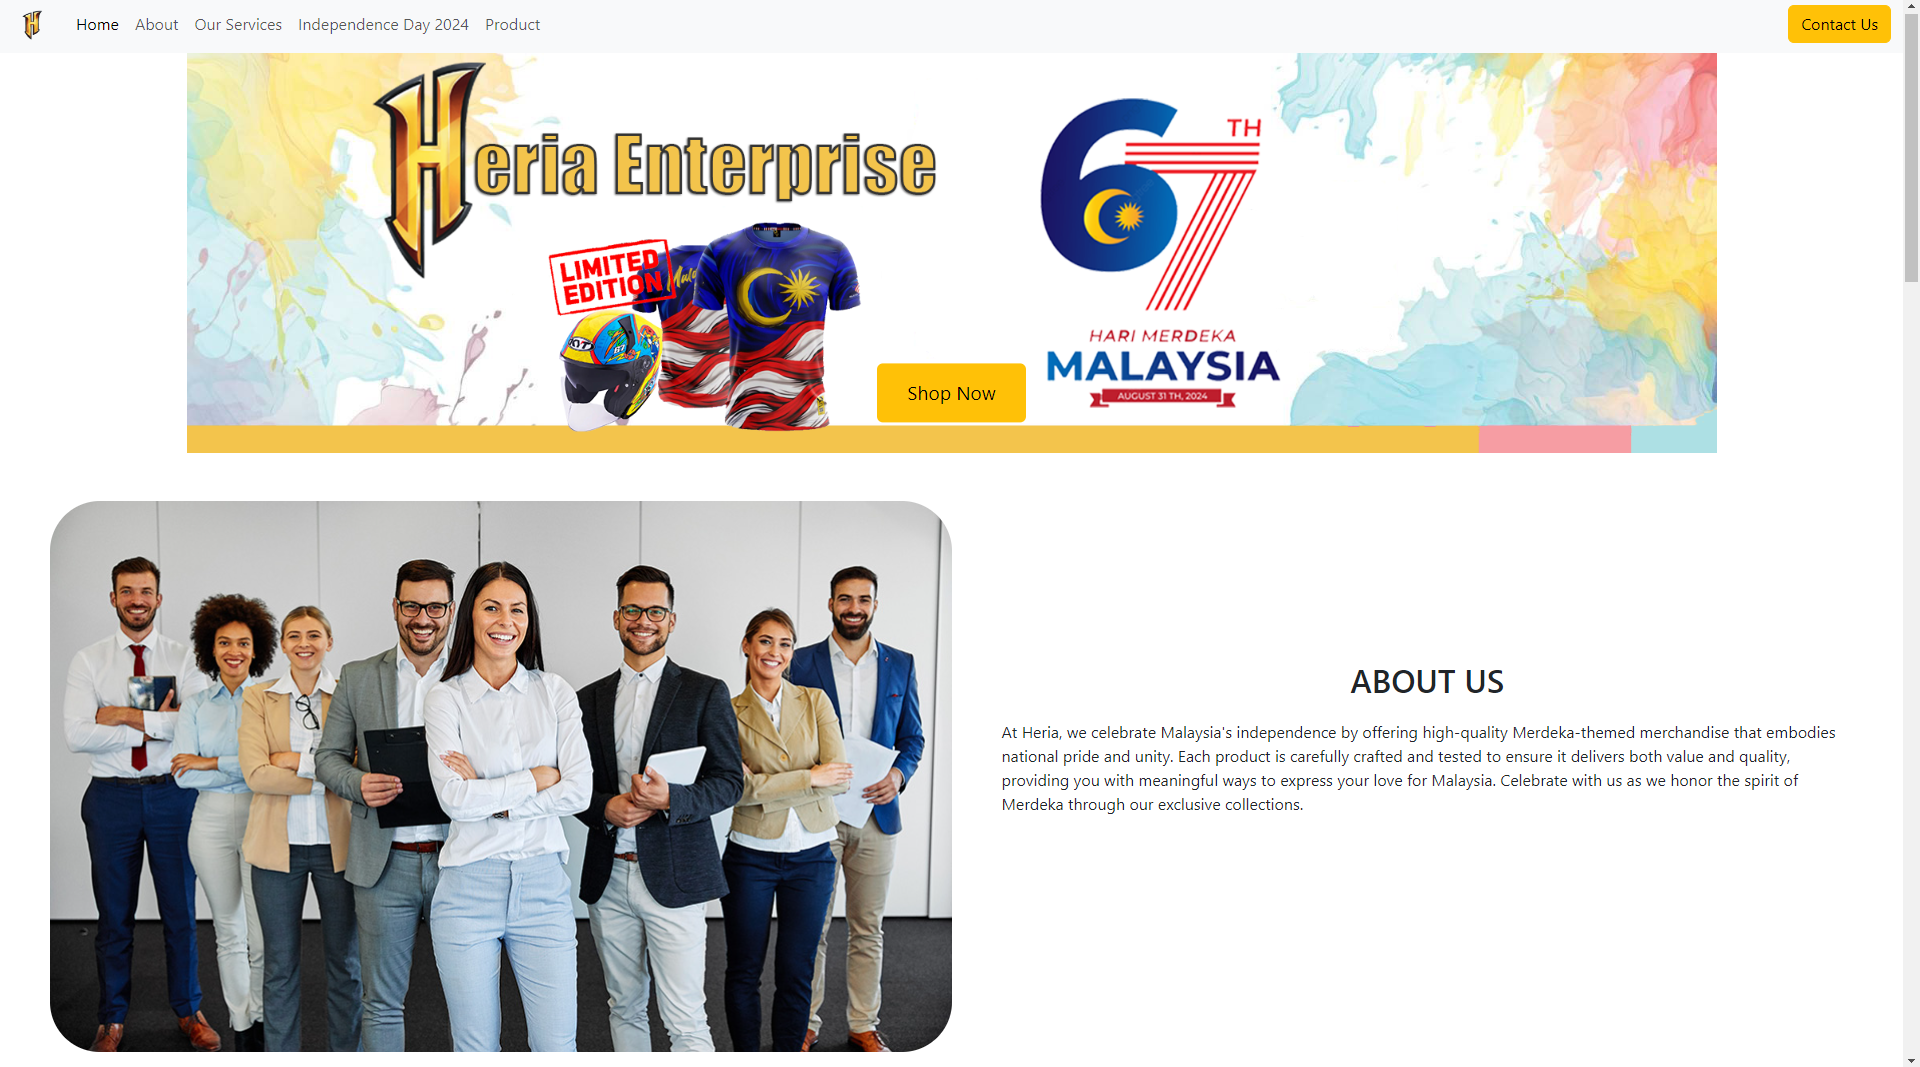 Home About Our Services Independence Day 2024 Product Contact Us
Heria Enterprise
LIMITED
EDITION
KYT
67
TH
HARI MERDEKA
MALAYSIA
AUGUST 31 TH, 2024
Shop Now
ABOUT US
At Heria, we celebrate Malaysia's independence by offering high-quality Merdeka-themed merchandise that embodies
national pride and unity. Each product is carefully crafted and tested to ensure it delivers both value and quality,
providing you with meaningful ways to express your love for Malaysia. Celebrate with us as we honor the spirit of
Merdeka through our exclusive collections.